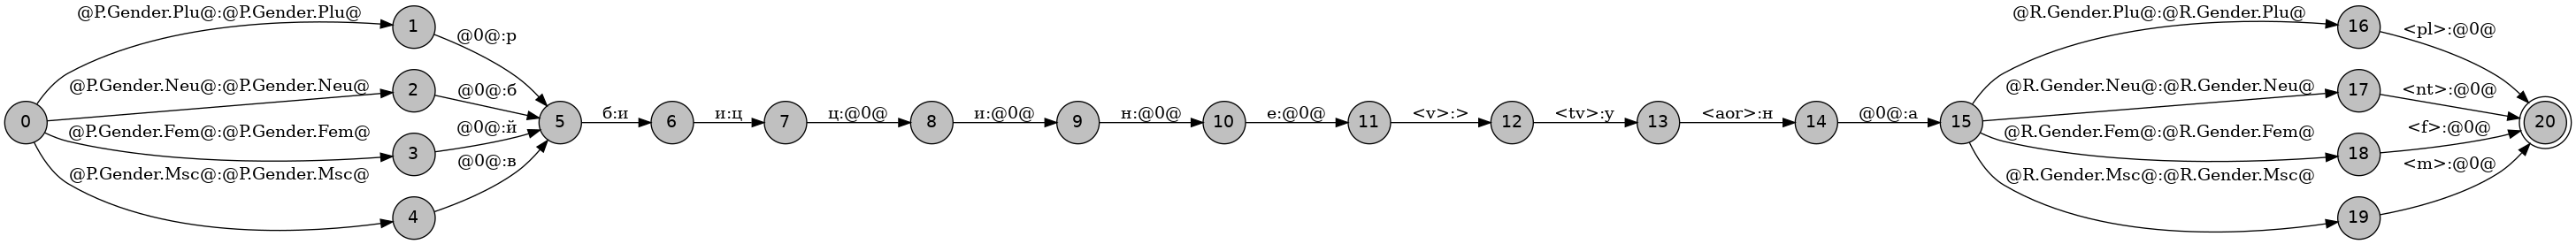 @P.Gender.Plu@:@P.Gender.Plu@
@P.Gender.Neu@:@P.Gender.Neu@
@P.Gender.Fem@:@P.Gender.Fem@
@P.Gender.Msc@:@P.Gender.Msc@
0
1
2
3
4
@0@:р
@0@:б
@0@:й
@0@:в
5
б:и
6
и:ц
7
ц:@0@
8
и:@0@
9
н:@0@
10
е:@0@
11
<v>:>
12
<tv>:у
13
<aor>:н
14
@0@:а
15
@R.Gender.Plu@:@R.Gender.Plu@
@R.Gender.Neu@:@R.Gender.Neu@
@R.Gender.Fem@:@R.Gender.Fem@
@R.Gender.Msc@:@R.Gender.Msc@
16
17
18
19
<pl>:@0@
<nt>:@0@
<f>:@0@
<m>:@0@
20